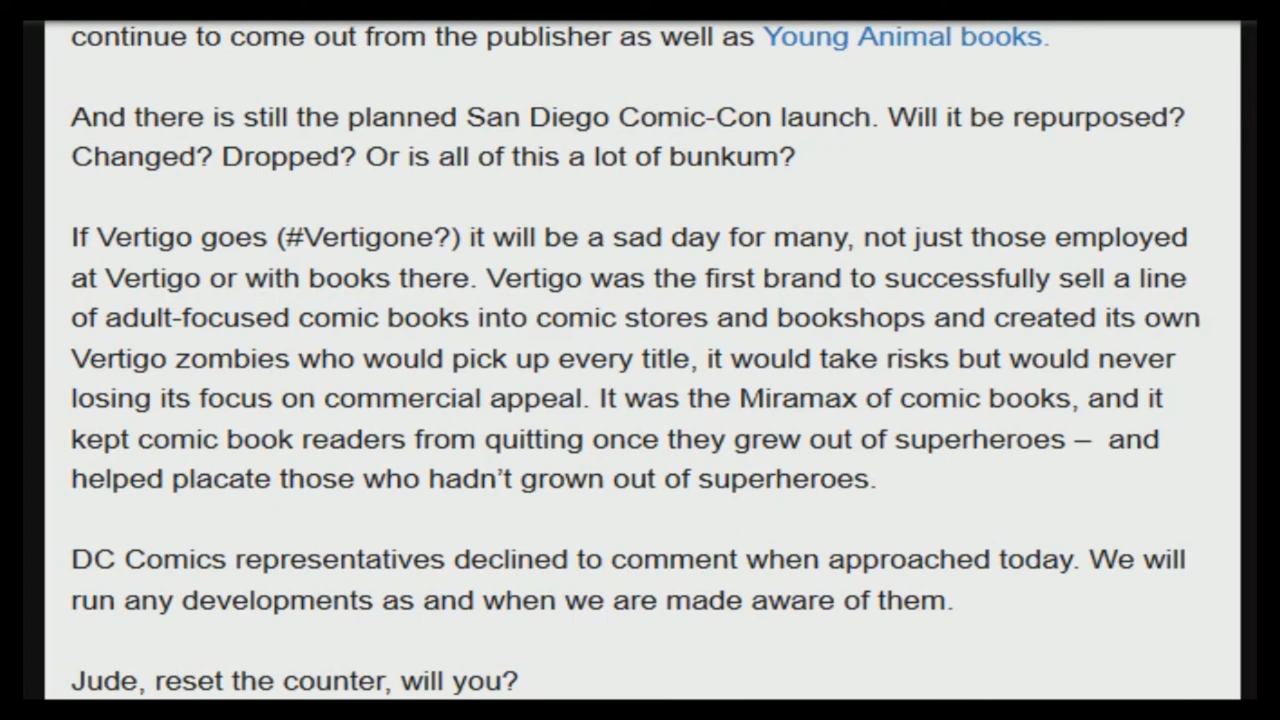 continue to come out from the publisher as well as Young Animal books.
And there is still the planned San Diego Comic-Con launch. Will it be repurposed?
Changed? Dropped? Or is all of this a lot of bunkum?
If Vertigo goes (#Vertigone?) it will be a sad day for many, not just those employed
at Vertigo or with books there. Vertigo was the first brand to successfully sell a line
of adult-focused comic books into comic stores and bookshops and created its own
Vertigo zombies who would pick up every title, it would take risks but would never
losing its focus on commercial appeal. It was the Miramax of comic books, and it
kept comic book readers from quitting once they grew out of superheroes –  and
helped placate those who hadn’t grown out of superheroes.
DC Comics representatives declined to comment when approached today. We will
run any developments as and when we are made aware of them.
Jude, reset the counter, will you?